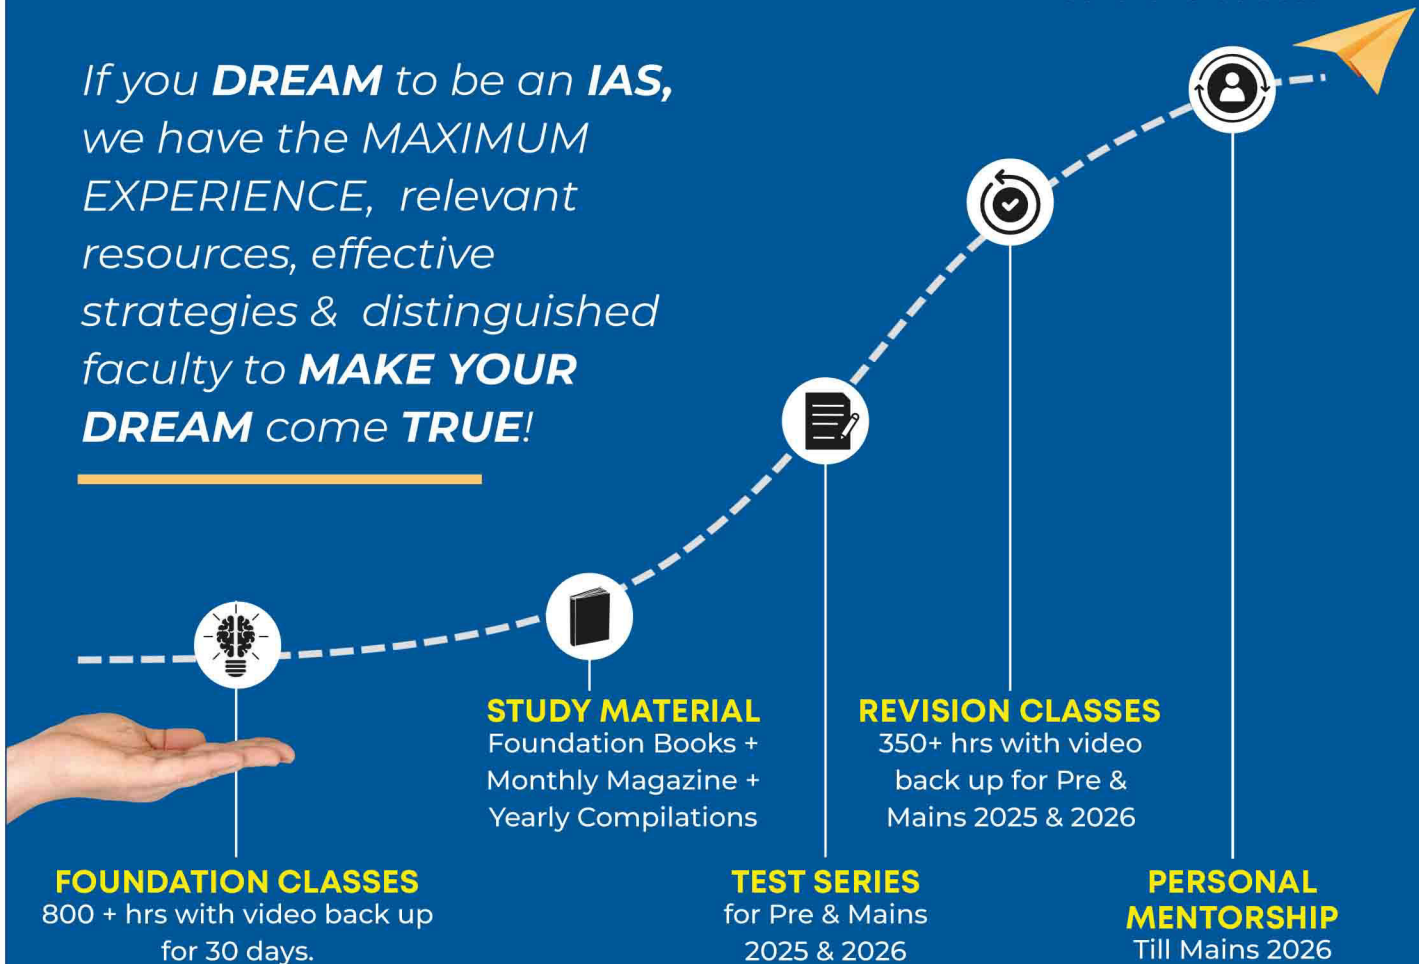 If you DREAM to be an IAS,
we have the MAXIMUM
EXPERIENCE, relevant
resources, effective
strategies & distinguished
faculty to MAKE YOUR
DREAM come TRUE!
STUDY MATERIAL
Foundation Books +
Monthly Magazine +
Yearly Compilations
REVISION CLASSES
350+ hrs with video
back up for Pre &
Mains 2025 & 2026
FOUNDATION CLASSES
800 + hrs with video back up
for 30 days.
TEST SERIES
for Pre & Mains
2025 & 2026
PERSONAL
MENTORSHIP
Till Mains 2026